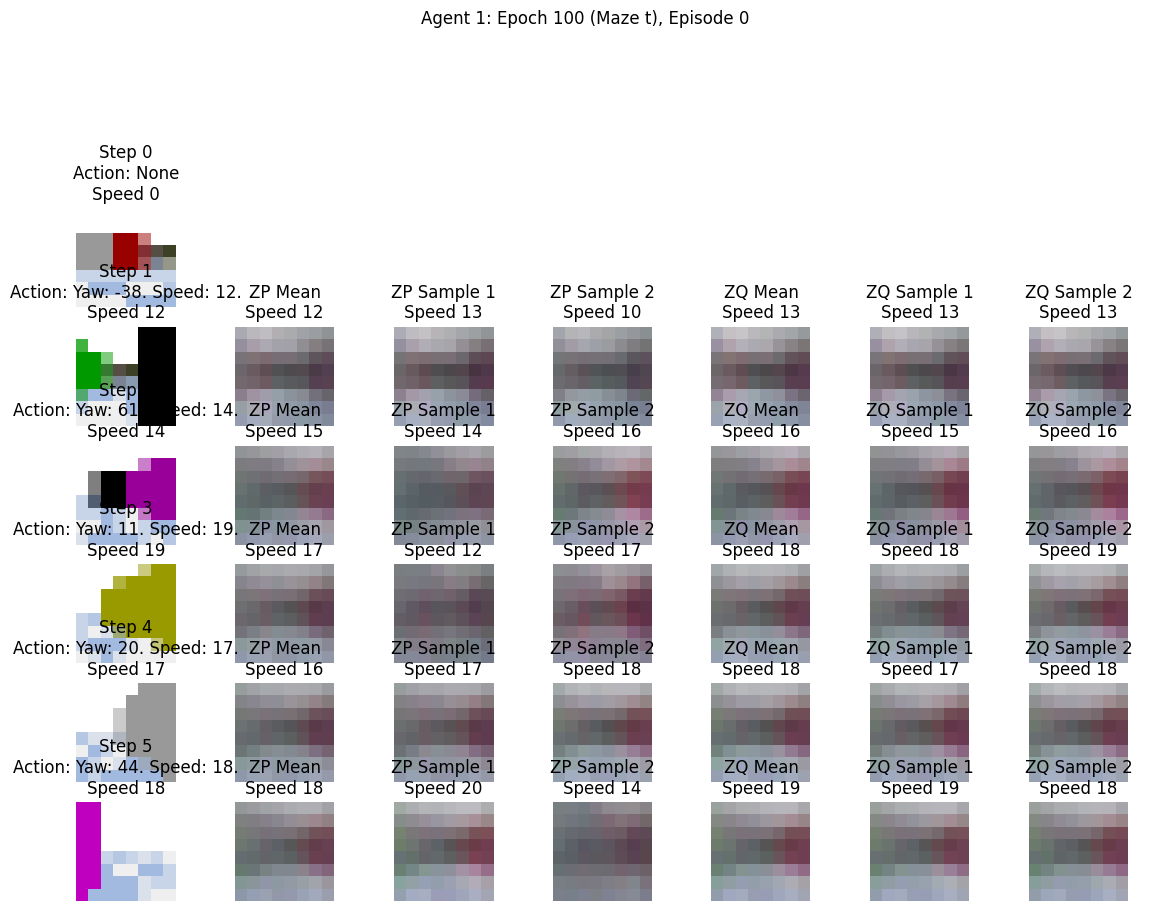 Agent 1: Epoch 100 (Maze t), Episode 0
Step 0
Action: None
Speed 0
Step 1
Action: Yaw: -38. Speed: 12.
Speed 12
ZP Mean
Speed 12
ZP Sample 1
Speed 13
ZP Sample 2
Speed 10
ZQ Mean
Speed 13
ZQ Sample 1
Speed 13
ZQ Sample 2
Speed 13
Step
Action: Yaw: 61 Speed: 14.
Speed 14
ZP Mean
Speed 15
ZP Sample 1
Speed 14
ZP Sample 2
Speed 16
ZQ Mean
Speed 16
ZQ Sample 1
Speed 15
ZQ Sample 2
Speed 16
Step 3
Action: Yaw: 11. Speed: 19.
Speed 19
ZP Mean
Speed 17
ZP Sample 1
Speed 12
ZP Sample 2
Speed 17
ZQ Mean
Speed 18
ZQ Sample 1
Speed 18
ZQ Sample 2
Speed 19
Step 4
Action: Yaw: 20. Speed: 17.
Speed 17
ZP Mean
Speed 16
ZP Sample 1
Speed 17
ZP Sample 2
Speed 18
ZQ Mean
Speed 18
ZQ Sample 1
Speed 17
ZQ Sample 2
Speed 18
Step 5
Action: Yaw: 44. Speed: 18.
Speed 18
ZP Mean
Speed 18
ZP Sample 1
Speed 20
ZP Sample 2
Speed 14
ZQ Mean
Speed 19
ZQ Sample 1
Speed 19
ZQ Sample 2
Speed 18